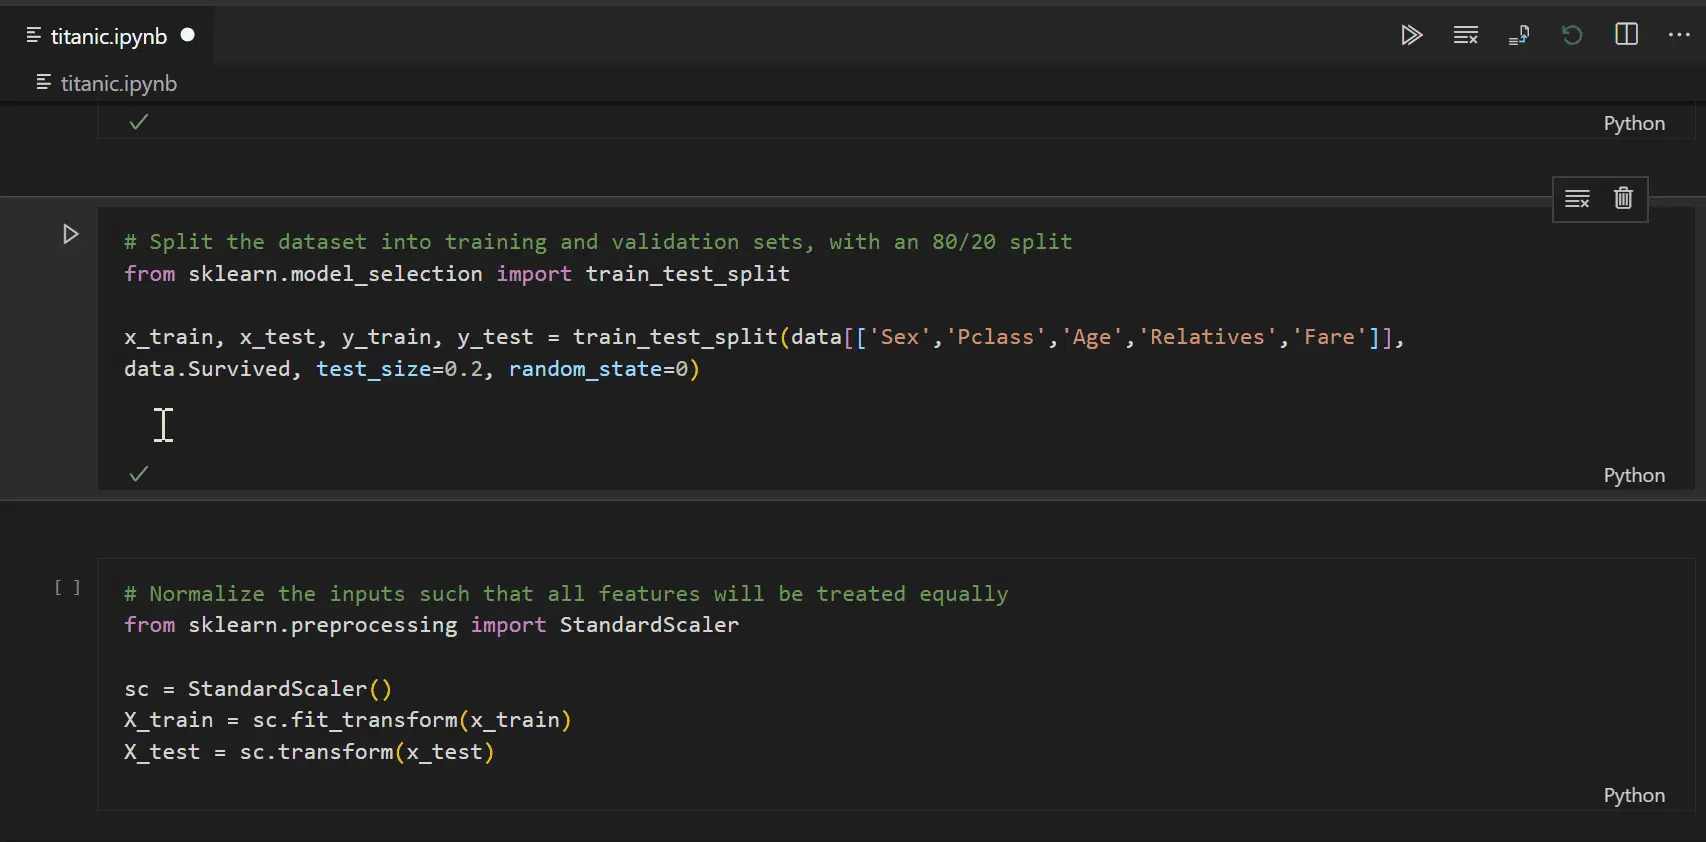 titanic.ipynb
titanic.ipynb
Python
# Split the dataset into training and validation sets, with an 80/20 split
from sklearn.model_selection import train_test_split
x_train, x_test, y_train, y_test = train_test_split(data[['Sex','Pclass','Age','Relatives','Fare']],
data.Survived, test_size=0.2, random_state=0)
Python
[ ]
# Normalize the inputs such that all features will be treated equally
from sklearn.preprocessing import StandardScaler
sc = StandardScaler()
X_train = sc.fit_transform(x_train)
X_test = sc.transform(x_test)
Python